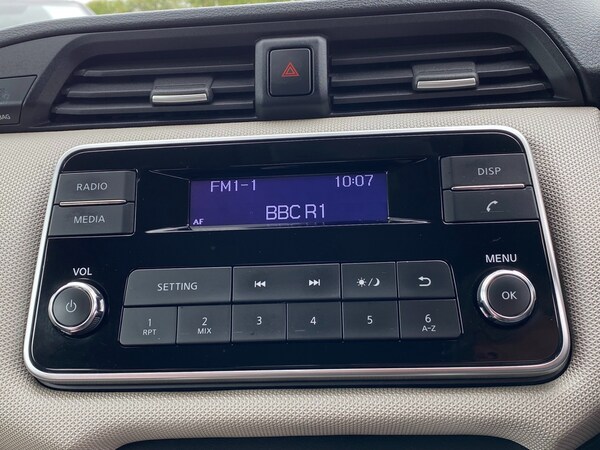 BAG
FM1-1 10:07
BBC R1
AF
RADIO
MEDIA
DISP
VOL
MENU
OK
SETTING
1 2 3 4 5 6
RPT MIX A-Z